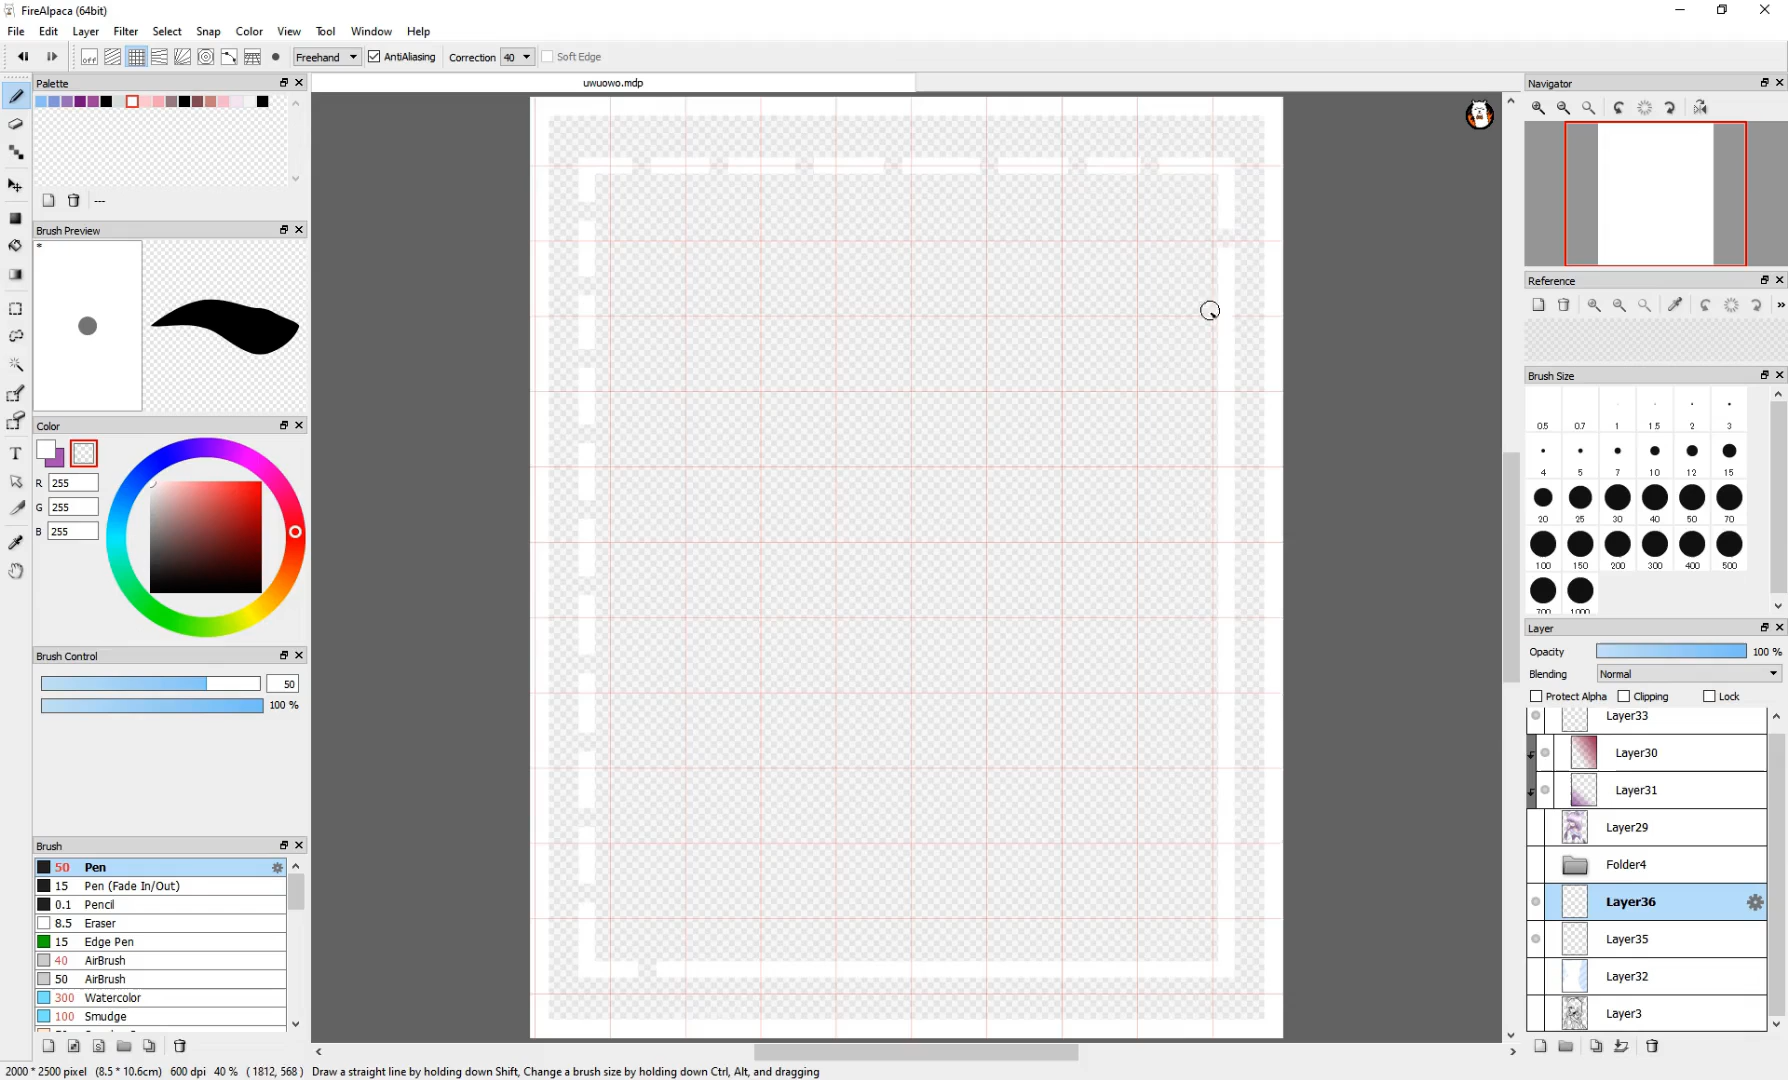 FireAlpaca (64bit)
File Edit Layer Filter Select Snap Color View Tool Window Help
off Freehand AntiAliasing Correction 40 Soft Edge
Palette
uwuowo.mdp
---
Brush Preview
*
Color
R 255
G 255
B 255
Brush Control
50
100 %
Brush
50 Pen
15 Pen (Fade In/Out)
0.1 Pencil
8.5 Eraser
15 Edge Pen
40 AirBrush
50 AirBrush
300 Watercolor
100 Smudge
Navigator
Reference
Brush Size
0.5 0.7 1 1.5 2 3
4 5 7 10 12 15
20 25 30 40 50 70
100 150 200 300 400 500
700 1000
Layer
Opacity 100 %
Blending Normal
Protect Alpha Clipping Lock
Layer33
Layer30
Layer31
Layer29
Folder4
Layer36
Layer35
Layer32
Layer3
2000 * 2500 pixel (8.5 * 10.6cm) 600 dpi 40 % ( 1812, 568 ) Draw a straight line by holding down Shift, Change a brush size by holding down Ctrl, Alt, and dragging